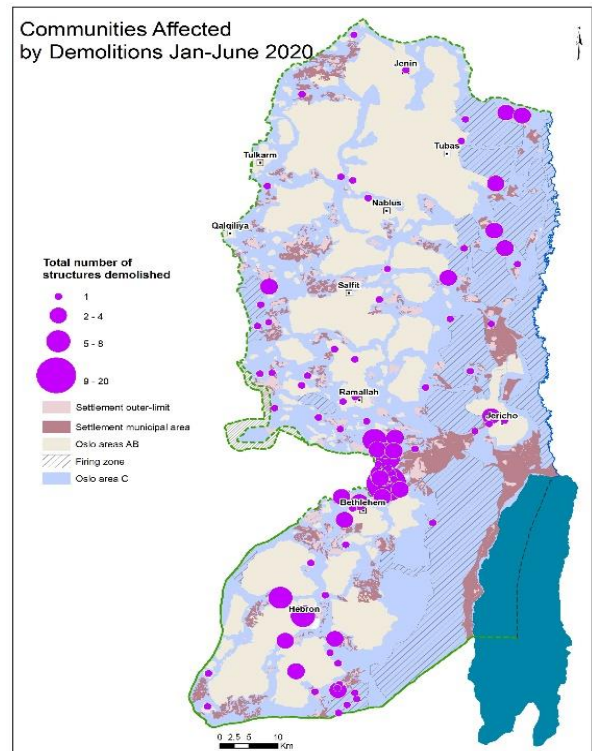 Communities Affected
by Demolitions Jan-June 2020
Jenin
Tubas
Tulkarm
Nablus
Qalqiliya
Salfit
Ramallah
Jericho
Bethlehem
Hebron
Total number of
structures demolished
1
2 - 4
5 - 8
9 - 20
Settlement outer-limit
Settlement municipal area
Oslo areas AB
Firing zone
Oslo area C
0 2.5 5 10
Km